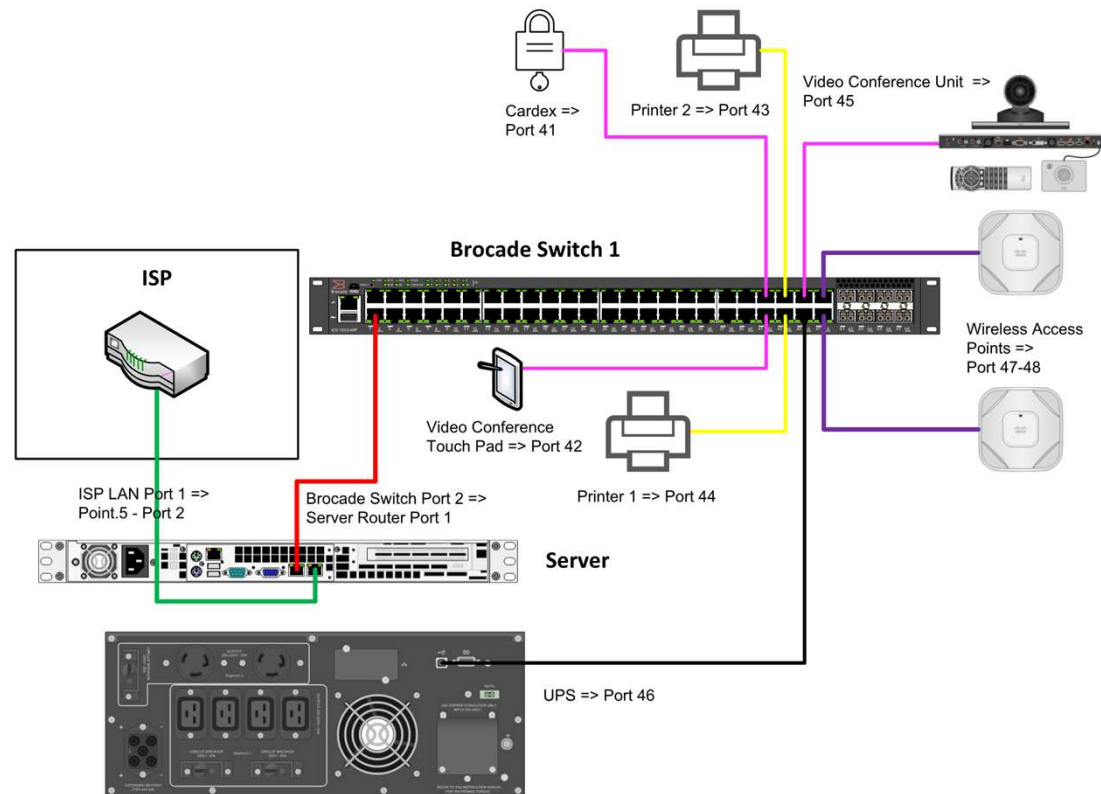 Cardex =>
Port 41
Printer 2 => Port 43
Video Conference Unit =>
Port 45
ISP
Brocade Switch 1
Wireless Access
Points =>
Port 47-48
Video Conference
Touch Pad => Port 42
Printer 1 => Port 44
ISP LAN Port 1 =>
Point.5 - Port 2
Brocade Switch Port 2 =>
Server Router Port 1
Server
UPS => Port 46